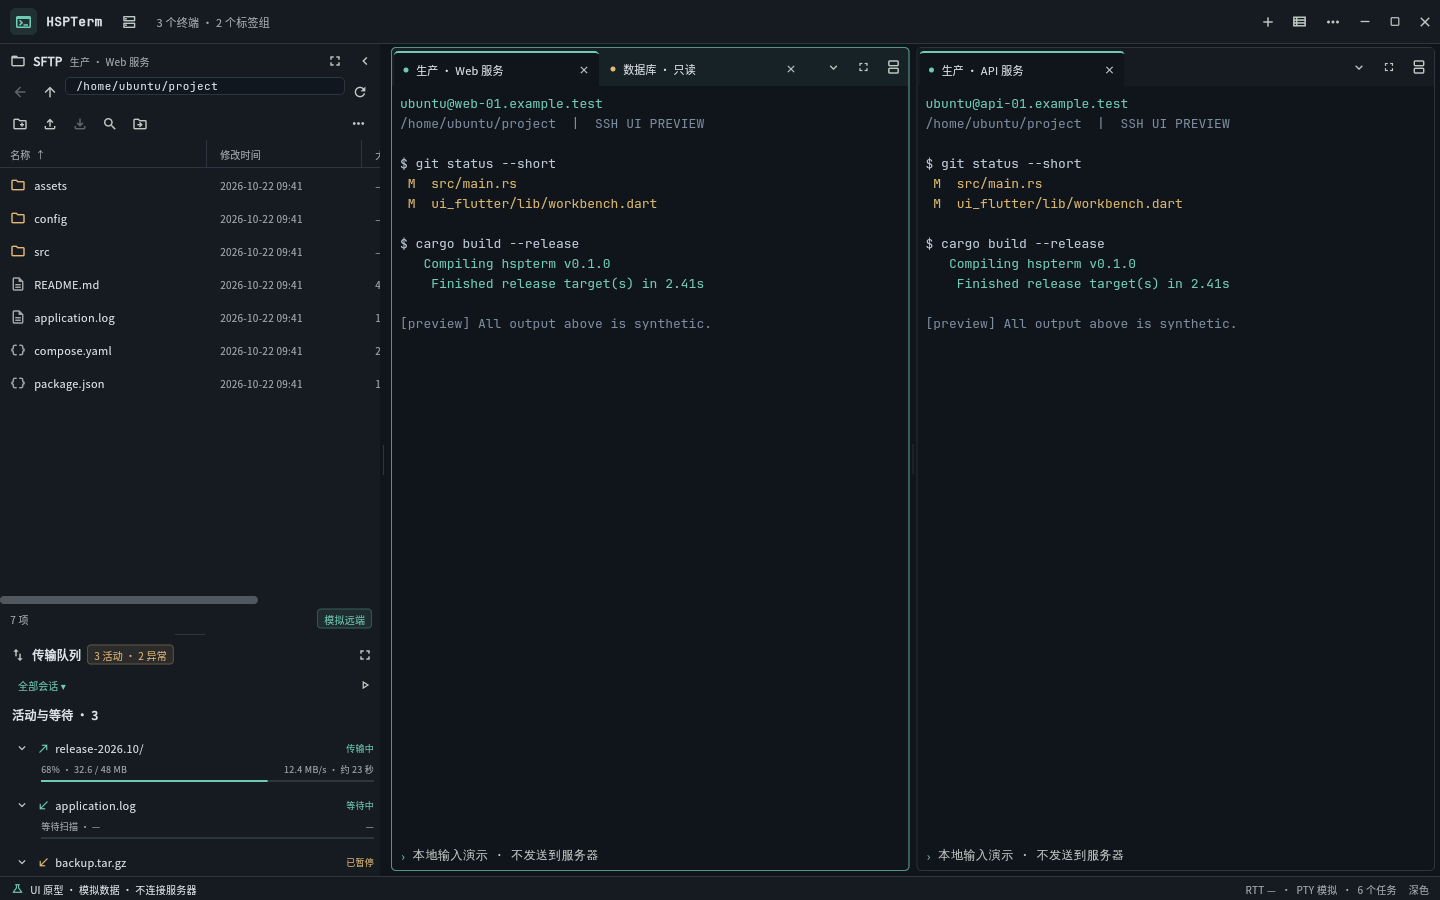 HSPTerm 3 个终端 · 2 个标签组
SFTP 生产 · Web 服务
/home/ubuntu/project
名称 ↑ 修改时间
assets 2026-10-22 09:41 —
config 2026-10-22 09:41 —
src 2026-10-22 09:41 —
README.md 2026-10-22 09:41 4
application.log 2026-10-22 09:41 1
compose.yaml 2026-10-22 09:41 2
package.json 2026-10-22 09:41 1
7 项 模拟远端
传输队列 3 活动 · 2 异常
全部会话 ▾
活动与等待 · 3
release-2026.10/ 传输中
68% · 32.6 / 48 MB 12.4 MB/s · 约 23 秒
application.log 等待中
等待扫描 · — —
backup.tar.gz 已暂停
生产 · Web 服务 数据库 · 只读
ubuntu@web-01.example.test
/home/ubuntu/project | SSH UI PREVIEW
$ git status --short
M src/main.rs
M ui_flutter/lib/workbench.dart
$ cargo build --release
Compiling hspterm v0.1.0
Finished release target(s) in 2.41s
[preview] All output above is synthetic.
› 本地输入演示 · 不发送到服务器
生产 · API 服务
ubuntu@api-01.example.test
/home/ubuntu/project | SSH UI PREVIEW
$ git status --short
M src/main.rs
M ui_flutter/lib/workbench.dart
$ cargo build --release
Compiling hspterm v0.1.0
Finished release target(s) in 2.41s
[preview] All output above is synthetic.
› 本地输入演示 · 不发送到服务器
UI 原型 · 模拟数据 · 不连接服务器 RTT — · PTY 模拟 · 6 个任务 深色